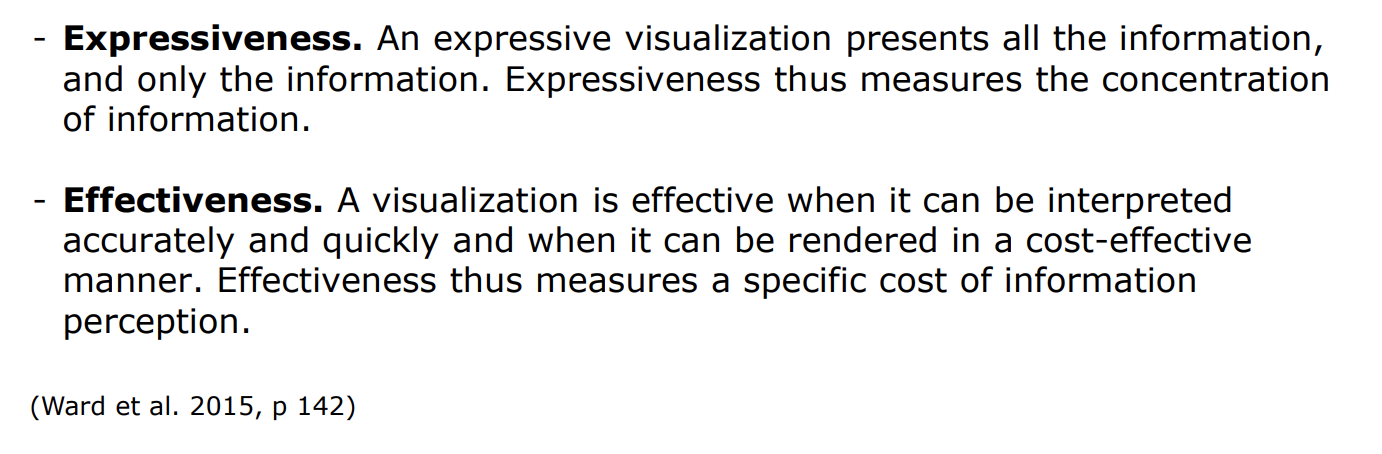 - Expressiveness. An expressive visualization presents all the information,
and only the information. Expressiveness thus measures the concentration
of information.
- Effectiveness. A visualization is effective when it can be interpreted
accurately and quickly and when it can be rendered in a cost-effective
manner. Effectiveness thus measures a specific cost of information
perception.
(Ward et al. 2015, p 142)